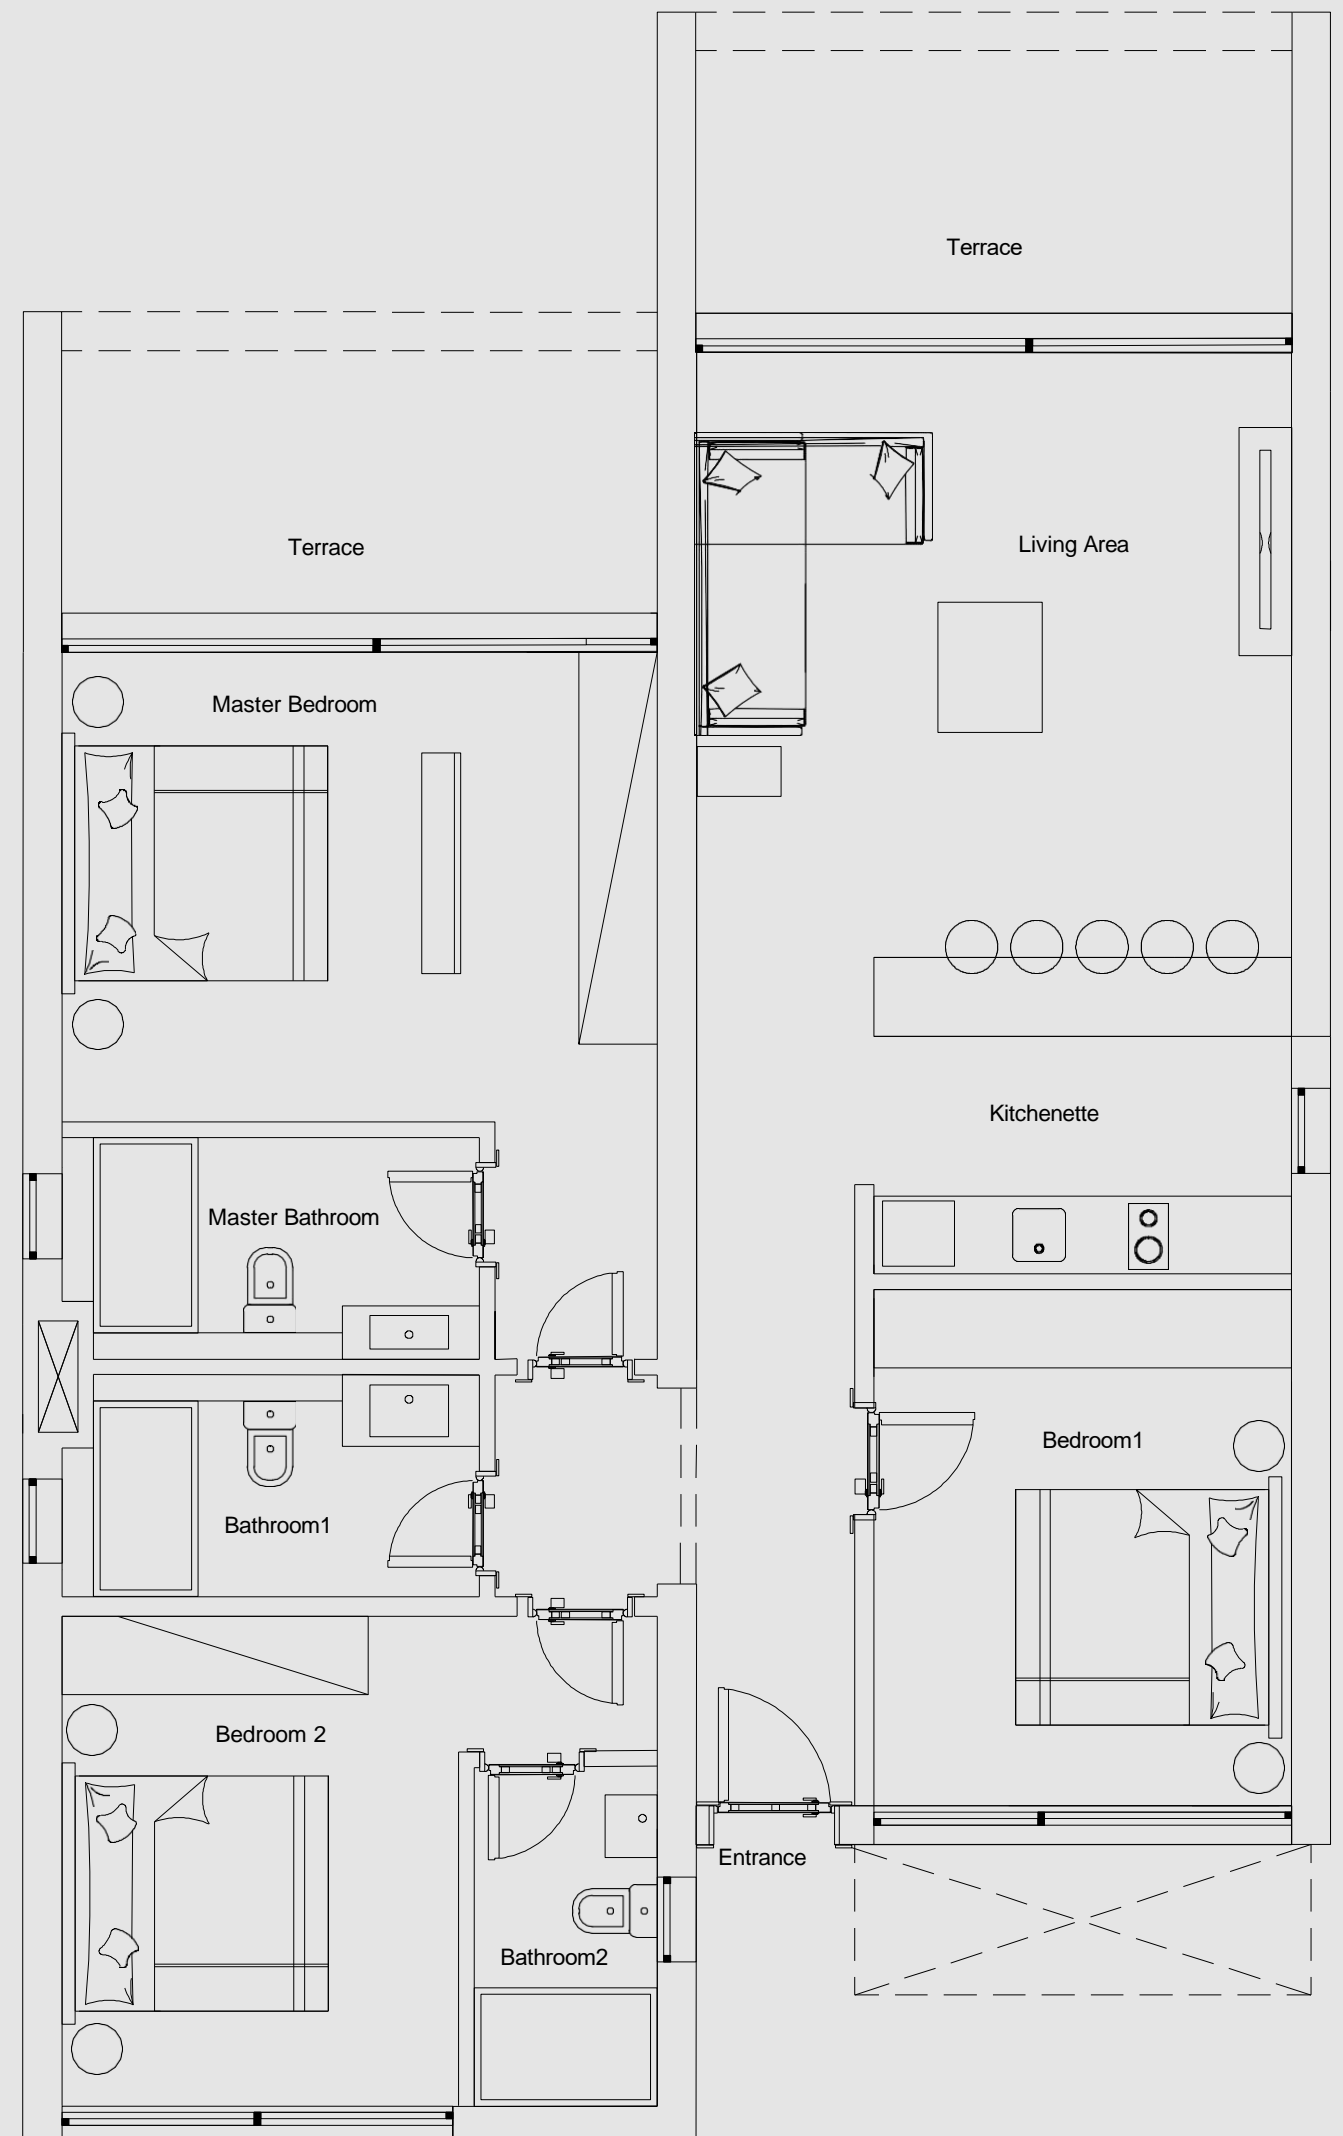 Terrace
Terrace
Living Area
Master Bedroom
Kitchenette
Master Bathroom
Bedroom1
Bathroom1
Bedroom 2
Entrance
Bathroom2